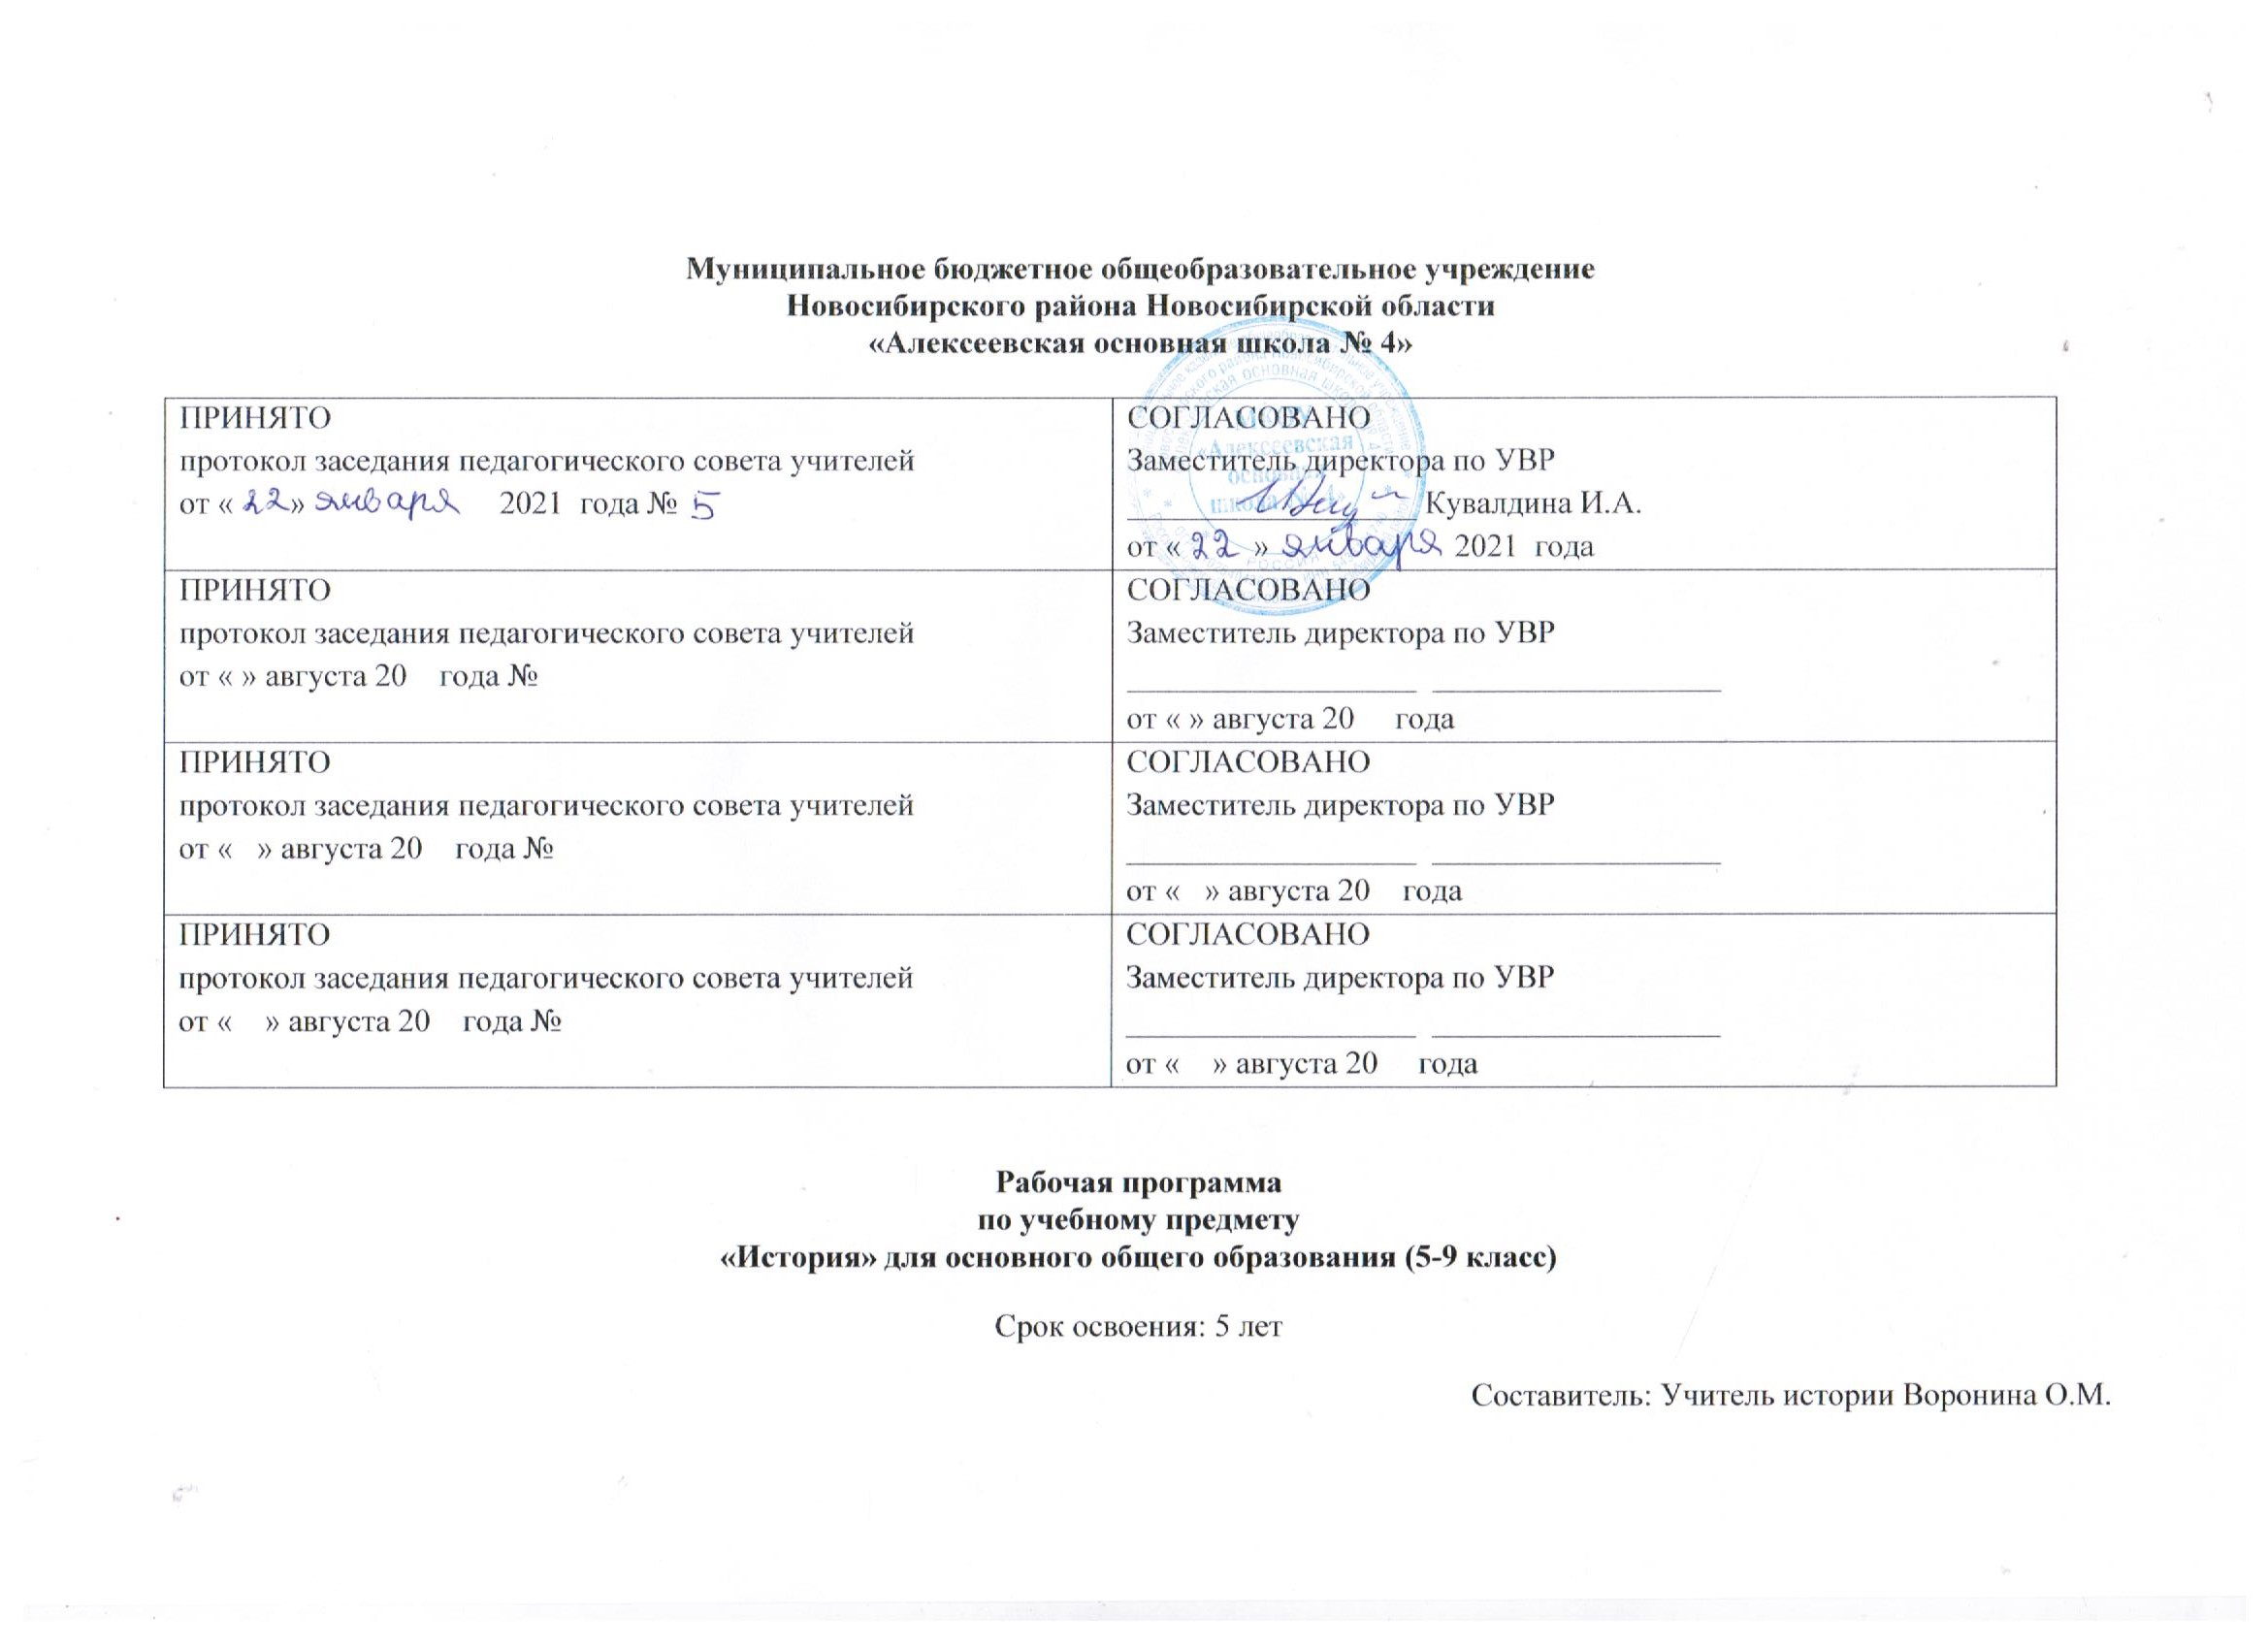 Муниципальное бюджетное общеобразовательное учреждение
Новосибирского района Новосибирской области
«Алексеевская основная школа № 4»
ПРИНЯТО
протокол заседания педагогического совета учителей
от « 22» января 2021 года № 5
СОГЛАСОВАНО
Заместитель директора по УВР
Кувалдина И.А.
от « 22 » января 2021 года
«Алексеевская
основная
школа № 4»
РОССИЯ
ПРИНЯТО
протокол заседания педагогического совета учителей
от « » августа 20 года №
СОГЛАСОВАНО
Заместитель директора по УВР
от « » августа 20 года
ПРИНЯТО
протокол заседания педагогического совета учителей
от « » августа 20 года №
СОГЛАСОВАНО
Заместитель директора по УВР
от « » августа 20 года
ПРИНЯТО
протокол заседания педагогического совета учителей
от « » августа 20 года №
СОГЛАСОВАНО
Заместитель директора по УВР
от « » августа 20 года
Рабочая программа
по учебному предмету
«История» для основного общего образования (5-9 класс)
Срок освоения: 5 лет
Составитель: Учитель истории Воронина О.М.